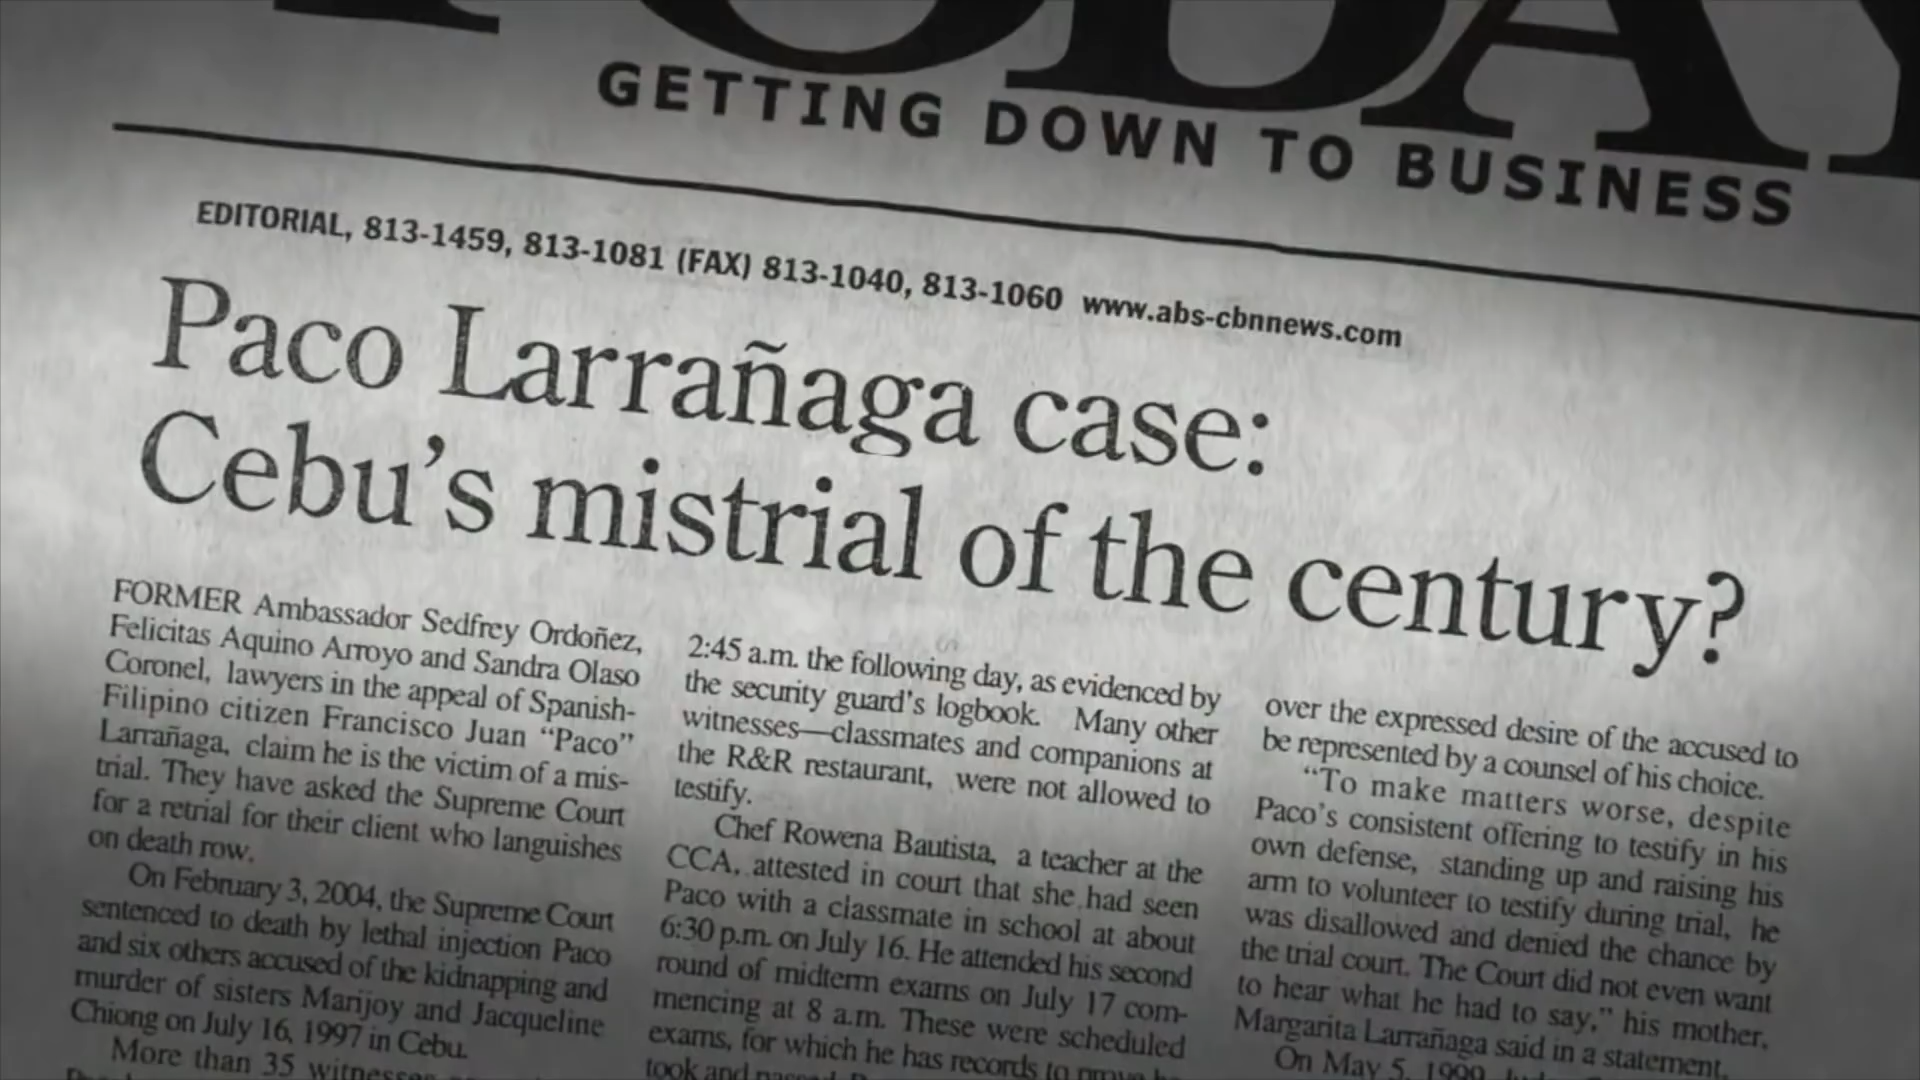 TODAY
GETTING DOWN TO BUSINESS
EDITORIAL, 813-1459, 813-1081 (FAX) 813-1040, 813-1060 www.abs-cbnnews.com
Paco Larrañaga case:
Cebu's mistrial of the century?
FORMER Ambassador Sedfrey Ordoñez,
Felicitas Aquino Arroyo and Sandra Olaso
Coronel, lawyers in the appeal of Spanish-
Filipino citizen Francisco Juan “Paco”
Larrañaga, claim he is the victim of a mis-
trial. They have asked the Supreme Court
for a retrial for their client who languishes
on death row.
On February 3, 2004, the Supreme Court
sentenced to death by lethal injection Paco
and six others accused of the kidnapping and
murder of sisters Marijoy and Jacqueline
Chiong on July 16, 1997 in Cebu.
More than 35 witnesses
2:45 a.m. the following day, as evidenced by
the security guard's logbook. Many other
witnesses—classmates and companions at
the R&R restaurant, were not allowed to
testify.
Chef Rowena Bautista, a teacher at the
CCA, attested in court that she had seen
Paco with a classmate in school at about
6:30 p.m. on July 16. He attended his second
round of midterm exams on July 17 com-
mencing at 8 a.m. These were scheduled
exams, for which he has records to prove he
took and passed.
over the expressed desire of the accused to
be represented by a counsel of his choice.
“To make matters worse, despite
Paco's consistent offering to testify in his
own defense, standing up and raising his
arm to volunteer to testify during trial, he
was disallowed and denied the chance by
the trial court. The Court did not even want
to hear what he had to say,” his mother,
Margarita Larrañaga said in a statement.
On May 5, 1999,